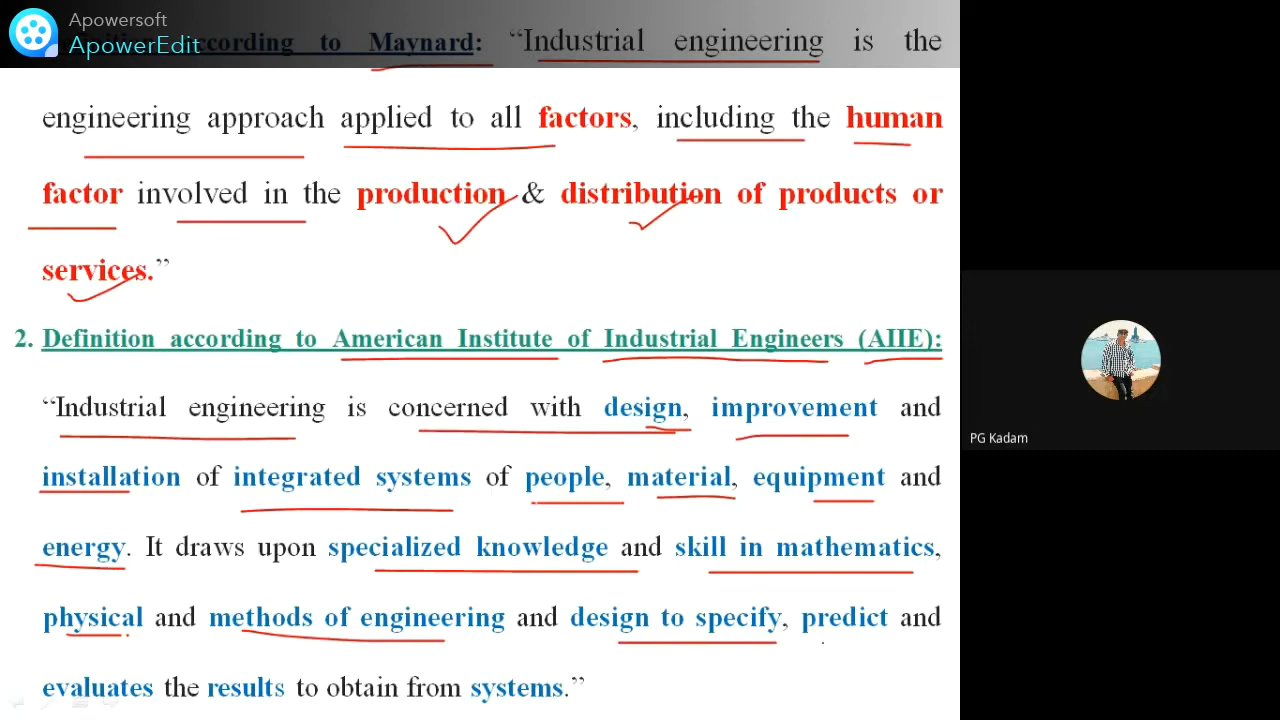 Apowersoft
ApowerEdit
according to Maynard: “Industrial engineering is the
engineering approach applied to all factors, including the human
factor involved in the production & distribution of products or
services.”
2. Definition according to American Institute of Industrial Engineers (AIIE):
“Industrial engineering is concerned with design, improvement and
installation of integrated systems of people, material, equipment and
energy. It draws upon specialized knowledge and skill in mathematics,
physical and methods of engineering and design to specify, predict and
evaluates the results to obtain from systems.”
PG Kadam